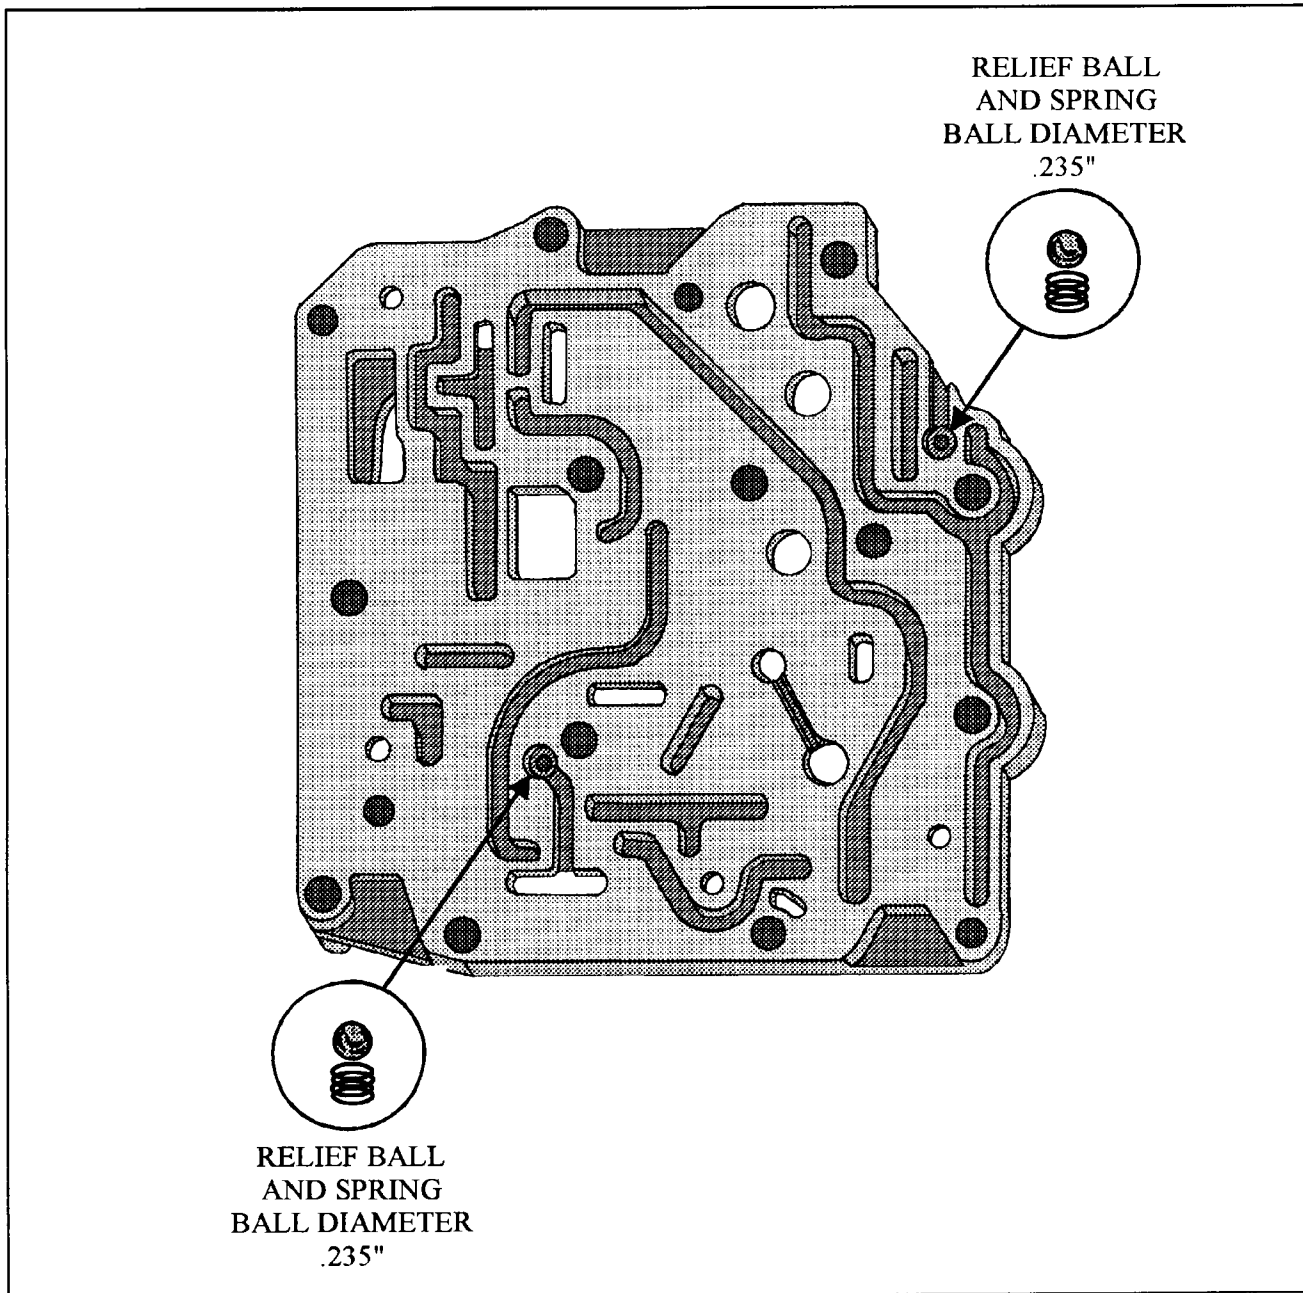 RELIEF BALL
AND SPRING
BALL DIAMETER
.235"
RELIEF BALL
AND SPRING
BALL DIAMETER
.235"